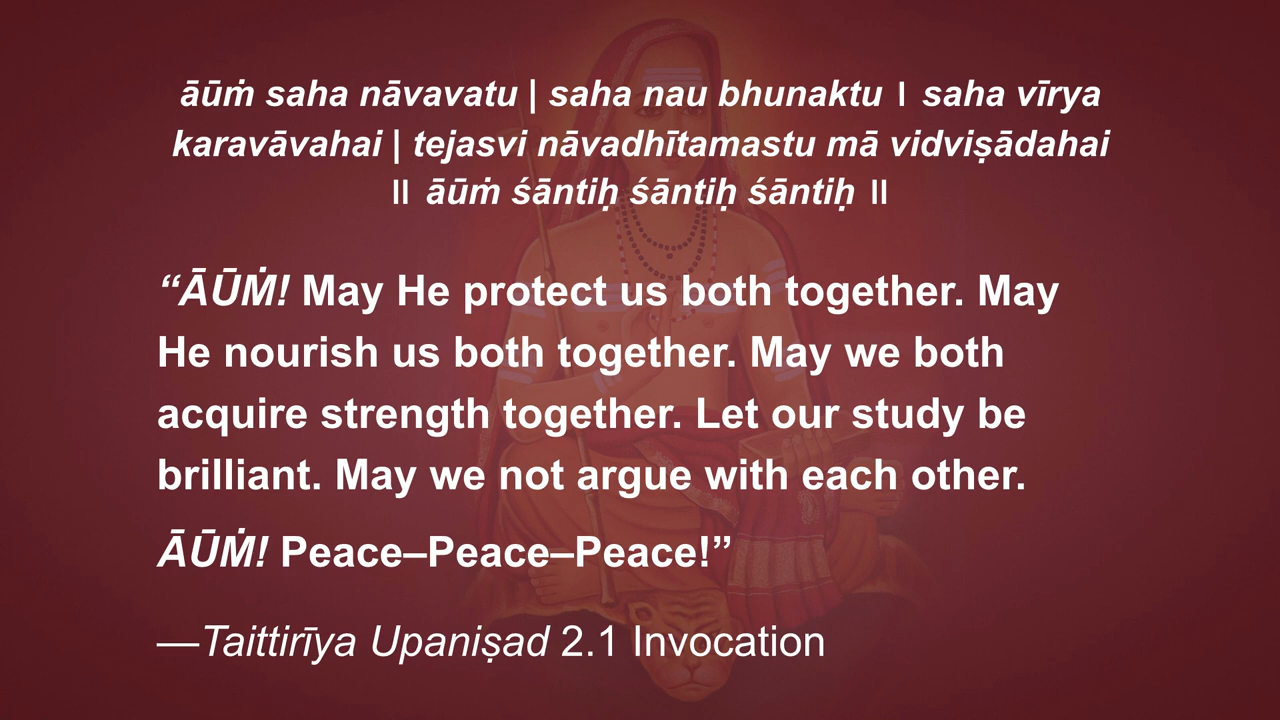 āūṁ saha nāvavatu | saha nau bhunaktu । saha vīrya
karavāvahai | tejasvi nāvadhītamastu mā vidviṣādahai
॥ āūṁ śāntiḥ śāntiḥ śāntiḥ ॥
“ĀŪṀ! May He protect us both together. May
He nourish us both together. May we both
acquire strength together. Let our study be
brilliant. May we not argue with each other.
ĀŪṀ! Peace–Peace–Peace!”
—Taittirīya Upaniṣad 2.1 Invocation